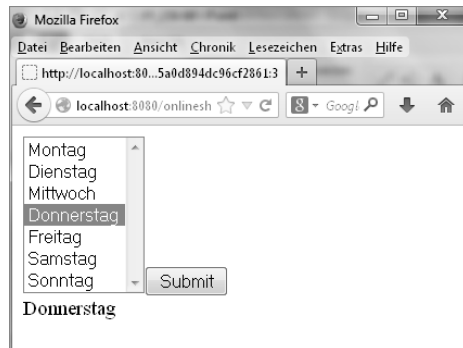 Mozilla Firefox
Datei Bearbeiten Ansicht Chronik Lesezeichen Extras Hilfe
http://localhost:80...5a0d894dc96cf2861:3 +
localhost:8080/onlinesh 8 Googl
Montag
Dienstag
Mittwoch
Donnerstag
Freitag
Samstag
Sonntag
Submit
Donnerstag